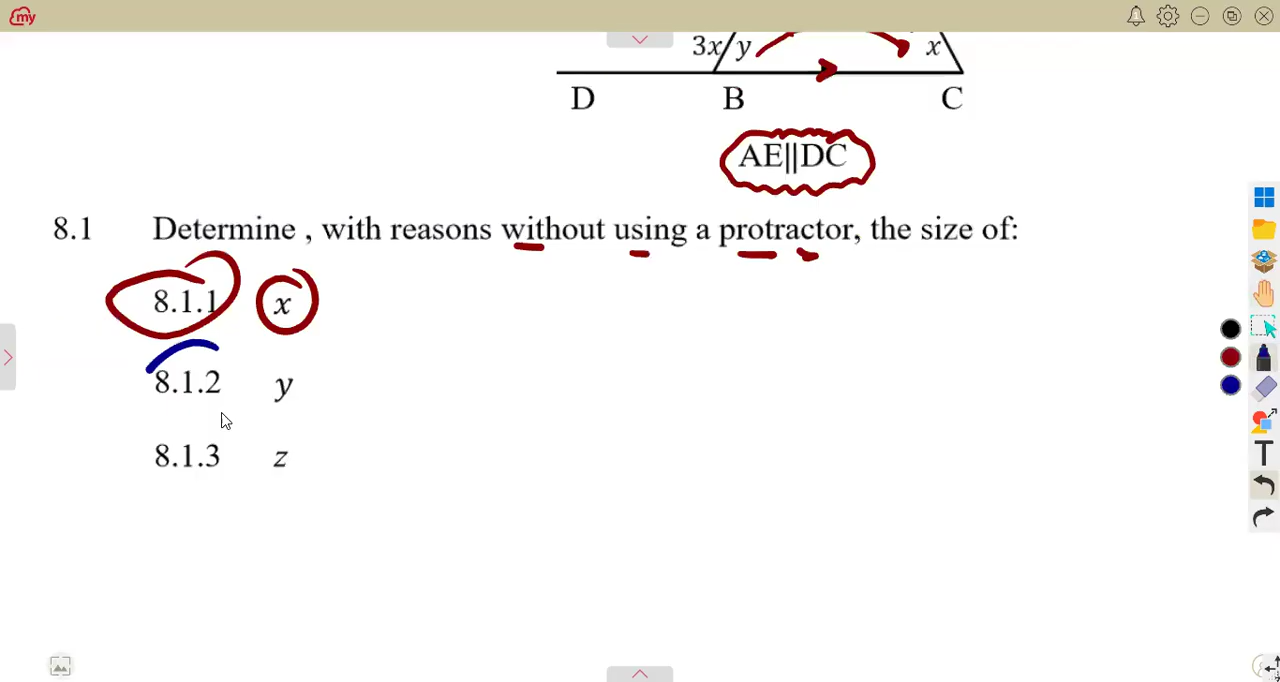 my
3x y x
D B C
AE||DC
8.1 Determine , with reasons without using a protractor, the size of:
8.1.1 x
8.1.2 y
8.1.3 z
T